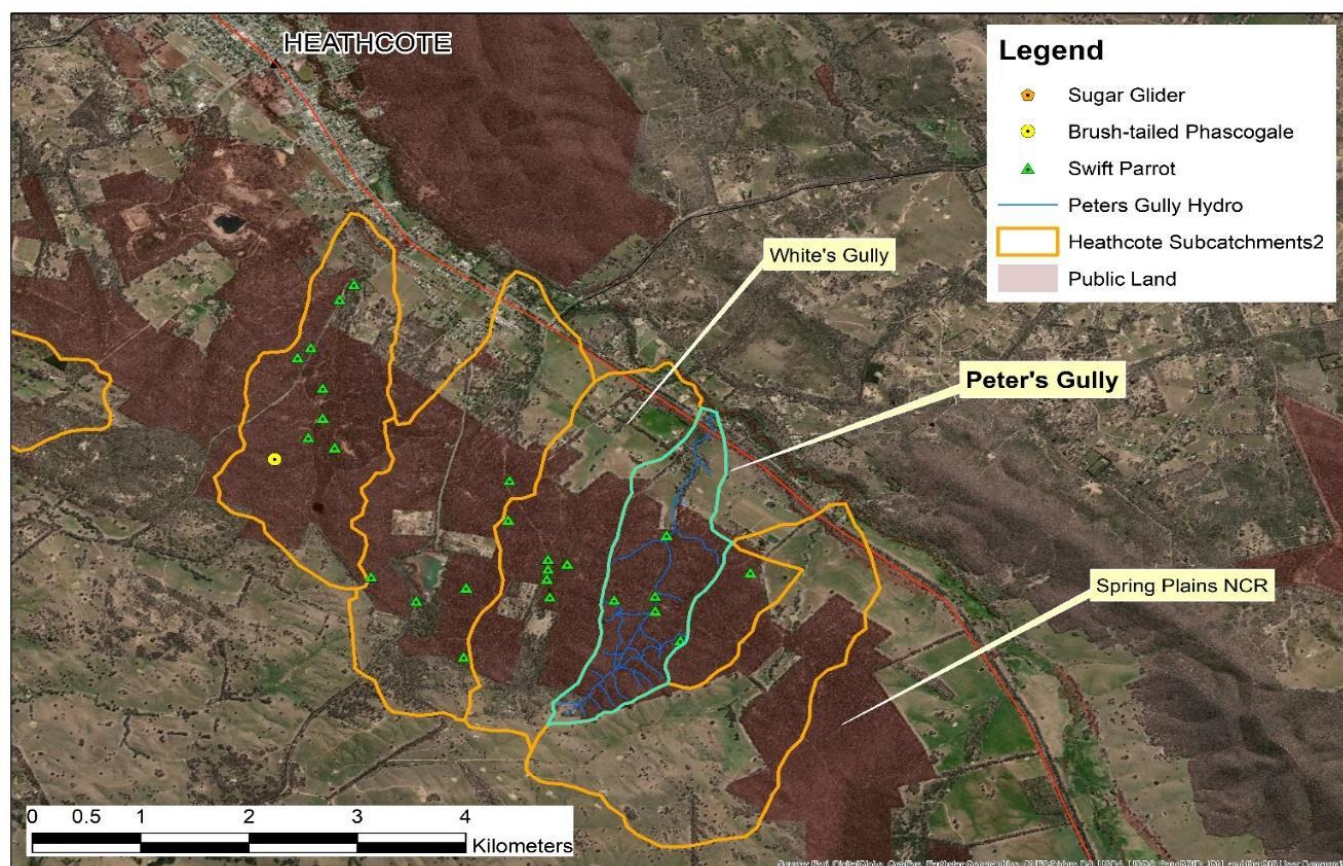 HEATHCOTE
Legend
Sugar Glider
Brush-tailed Phascogale
Swift Parrot
Peters Gully Hydro
Heathcote Subcatchments2
Public Land
White's Gully
Peter's Gully
Spring Plains NCR
0 0.5 1 2 3 4
Kilometers